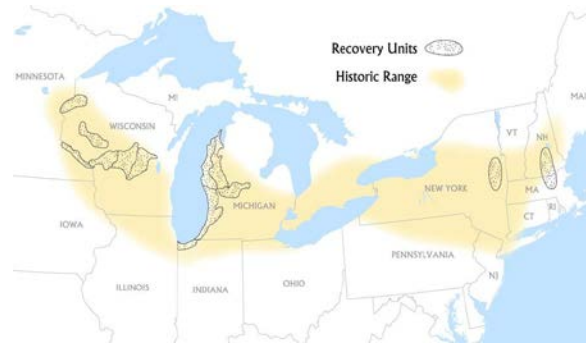 Recovery Units
Historic Range
MINNESOTA
WISCONSIN
MI
IOWA
ILLINOIS
INDIANA
MICHIGAN
OHIO
PENNSYLVANIA
NEW YORK
VT
NH
MA
CT
RI
NJ